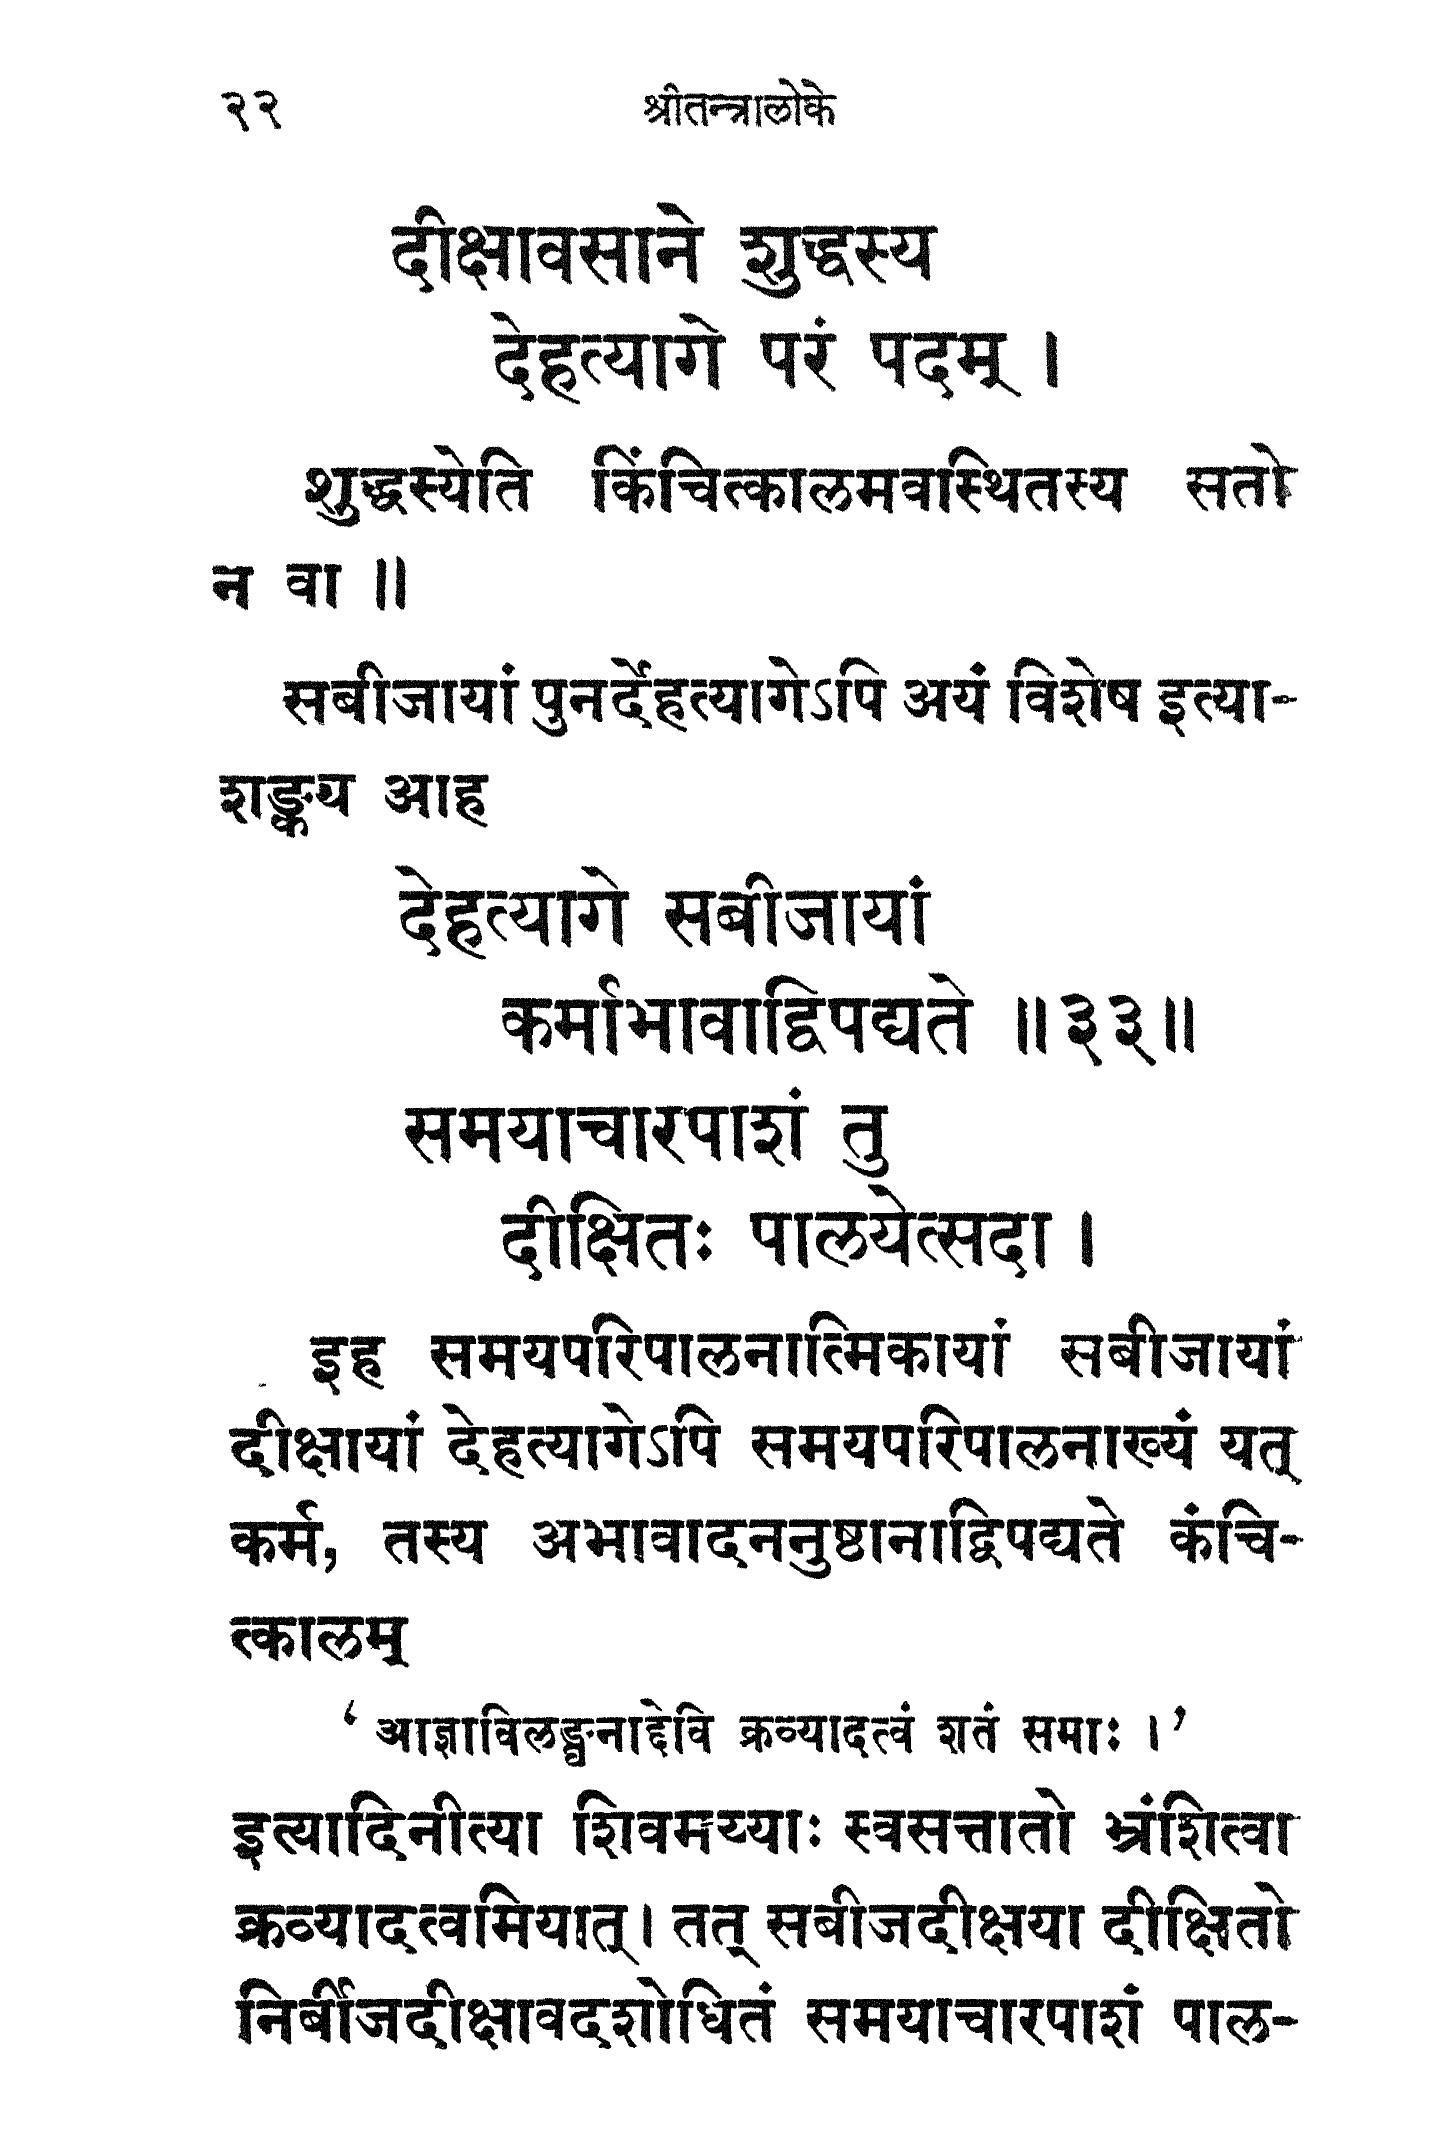 २२ श्रीतन्त्रालोके
दीक्षावसाने शुद्धस्य
देहत्यागे परं पदम् ।
शुद्धस्येति किंचित्कालमवास्थितस्य सतो
न वा ॥
सबीजायां पुनर्देहत्यागेऽपि अयं विशेष इत्या-
शङ्क्य आह
देहत्यागे सबीजायां
कर्माभावाद्विपद्यते ॥ ३३ ॥
समयाचारपाशं तु
दीक्षितः पालयेत्सदा ।
इह समयपरिपालनात्मिकायां सबीजायां
दीक्षायां देहत्यागेऽपि समयपरिपालनाख्यं यत्
कर्म, तस्य अभावादननुष्ठानाद्विपद्यते कंचि-
त्कालम्
‘ आज्ञाविलङ्घनाद्देवि क्रव्यादत्वं शतं समाः ।’
इत्यादिनीत्या शिवमय्याः स्वसत्तातो भ्रंशित्वा
क्रव्यादत्वमियात् । तत् सबीजदीक्षया दीक्षितो
निर्बीजदीक्षावदशोधितं समयाचारपाशं पाल-